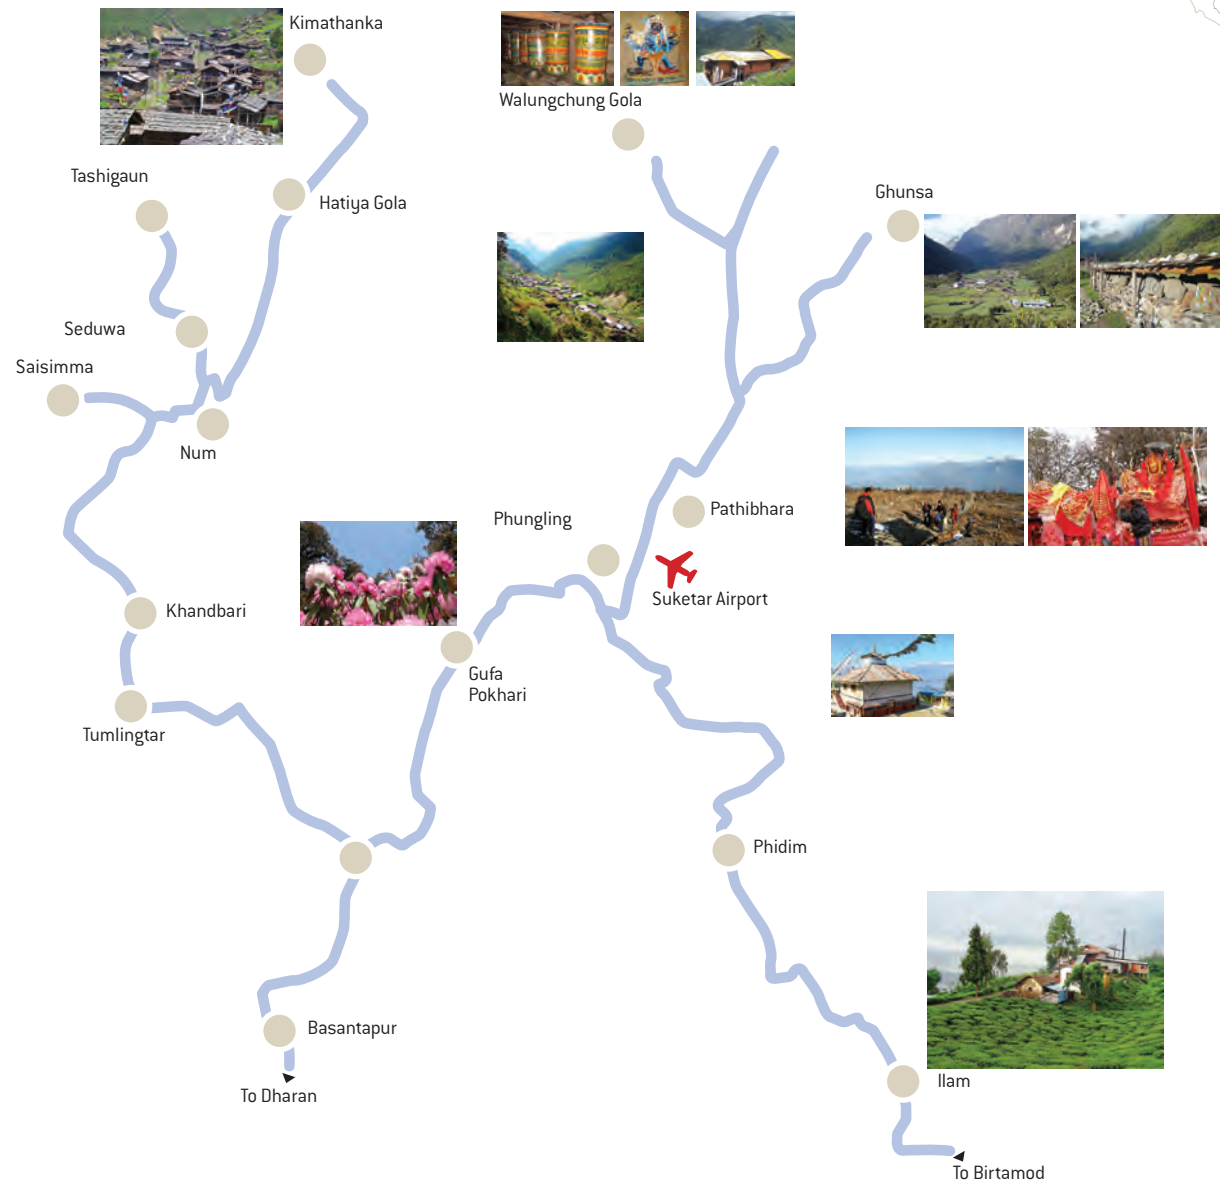 Kimathanka
Walungchung Gola
Tashigaun
Hatiya Gola
Ghunsa
Seduwa
Saisimma
Num
Pathibhara
Phungling
Suketar Airport
Khandbari
Gufa
Pokhari
Tumlingtar
Phidim
Basantapur
Ilam
To Dharan
To Birtamod